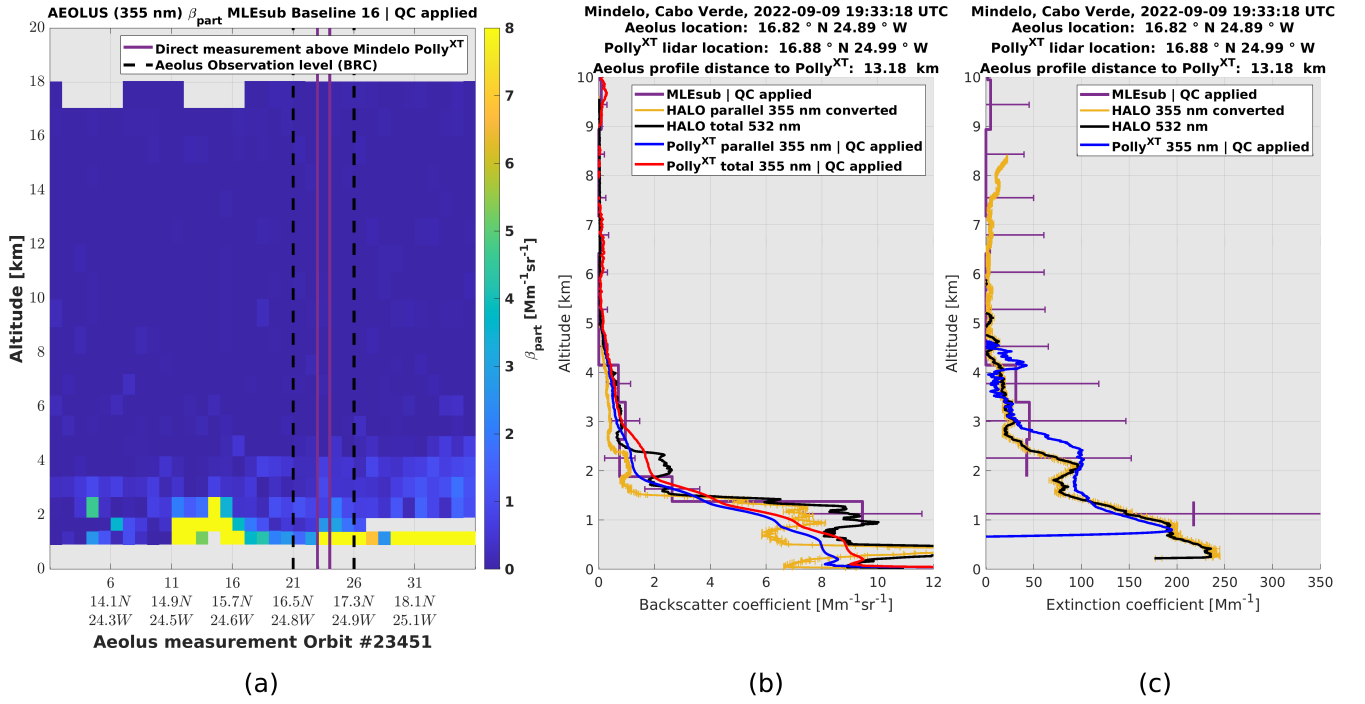 AEOLUS (355 nm) βpart MLEsub Baseline 16 | QC applied
Direct measurement above Mindelo PollyXT
Aeolus Observation level (BRC)
Altitude [km]
20
18
16
14
12
10
8
6
4
2
0
6 11 16 21 26 31
14.1N 14.9N 15.7N 16.5N 17.3N 18.1N
24.3W 24.5W 24.6W 24.8W 24.9W 25.1W
Aeolus measurement Orbit #23451
8
7
6
5
4
3
2
1
0
βpart [Mm-1sr-1]
(a)
Mindelo, Cabo Verde, 2022-09-09 19:33:18 UTC
Aeolus location: 16.82 ° N 24.89 ° W
PollyXT lidar location: 16.88 ° N 24.99 ° W
Aeolus profile distance to PollyXT: 13.18 km
MLEsub | QC applied
HALO parallel 355 nm converted
HALO total 532 nm
PollyXT parallel 355 nm | QC applied
PollyXT total 355 nm | QC applied
Altitude [km]
10
9
8
7
6
5
4
3
2
1
0
0 2 4 6 8 10 12
Backscatter coefficient [Mm-1sr-1]
(b)
Mindelo, Cabo Verde, 2022-09-09 19:33:18 UTC
Aeolus location: 16.82 ° N 24.89 ° W
PollyXT lidar location: 16.88 ° N 24.99 ° W
Aeolus profile distance to PollyXT: 13.18 km
MLEsub | QC applied
HALO 355 nm converted
HALO 532 nm
PollyXT 355 nm | QC applied
Altitude [km]
10
9
8
7
6
5
4
3
2
1
0
0 50 100 150 200 250 300 350
Extinction coefficient [Mm-1]
(c)